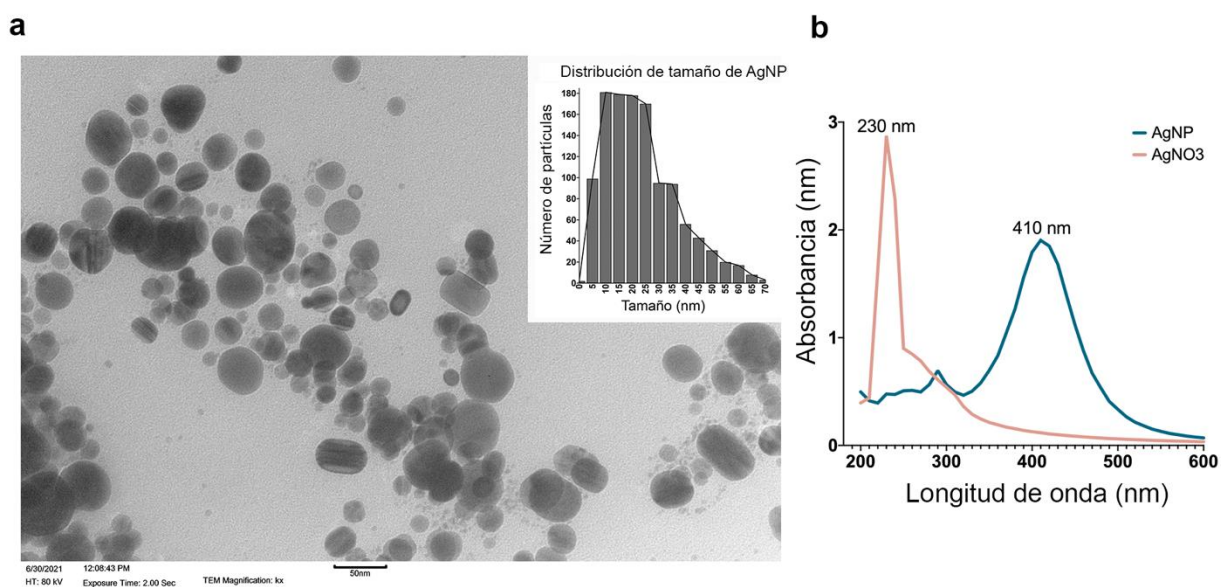 a
Distribución de tamaño de AgNP
Número de partículas
180
160
140
120
100
80
60
40
20
0
0 5 10 15 20 25 30 35 40 45 50 55 60 65 70
Tamaño (nm)
6/30/2021 12:08:43 PM
HT: 80 kV Exposure Time: 2.00 Sec TEM Magnification: kx
50nm
b
230 nm
410 nm
AgNP
AgNO3
Absorbancia (nm)
3
2
1
0
200 300 400 500 600
Longitud de onda (nm)